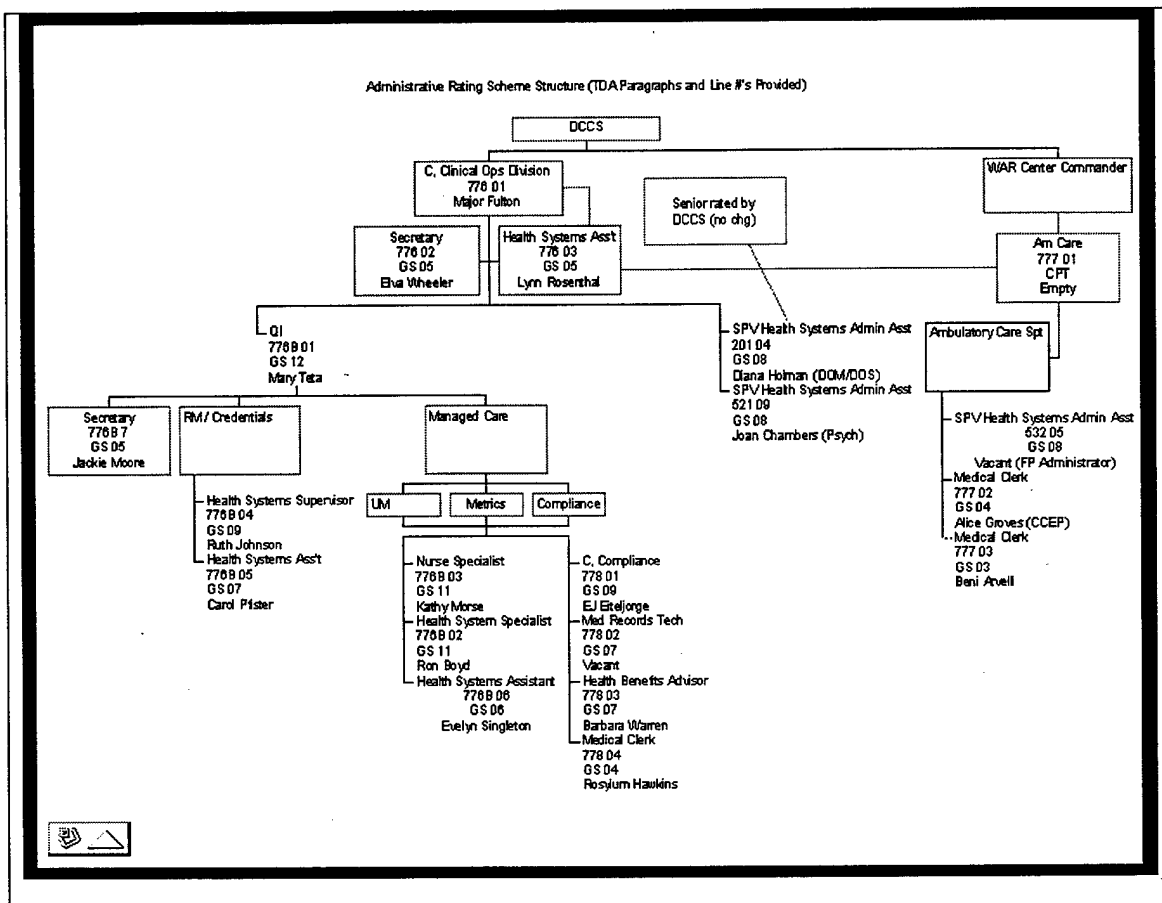 Administrative Rating Scheme Structure (TDA Paragraphs and Line #'s Provided)
DCCS
C, Clinical Ops Division
776 01
Major Fulton
WAR Center Commander
Senior rated by
DCCS (no chg)
Secretary
776 02
GS 05
Elva Wheeler
Health Systems Ass't
776 03
GS 05
Lynn Rosenthal
Am Care
777 01
CPT
Empty
QI
776B 01
GS 12
Mary Teta
SPV Health Systems Admin Asst
201 04
GS 08
Diana Holman (DOM/DOS)
SPV Health Systems Admin Asst
521 09
GS 08
Joan Chambers (Psych)
Ambulatory Care Spt
SPV Health Systems Admin Asst
532 05
GS 08
Vacant (FP Administrator)
Medical Clerk
777 02
GS 04
Alice Groves (CCEP)
Medical Clerk
777 03
GS 03
Beni Arvell
Secretary
776B 7
GS 05
Jackie Moore
RM / Credentials
Health Systems Supervisor
776B 04
GS 09
Ruth Johnson
Health Systems Ass't
776B 05
GS 07
Carol Pfister
Managed Care
UM
Metrics
Compliance
Nurse Specialist
776B 03
GS 11
Kathy Morse
Health System Specialist
776B 02
GS 11
Ron Boyd
Health Systems Assistant
776B 06
GS 06
Evelyn Singleton
C, Compliance
778 01
GS 09
EJ Eiteljorge
Med Records Tech
778 02
GS 07
Vacant
Health Benefits Advisor
778 03
GS 07
Barbara Warren
Medical Clerk
778 04
GS 04
Rosylum Hawkins